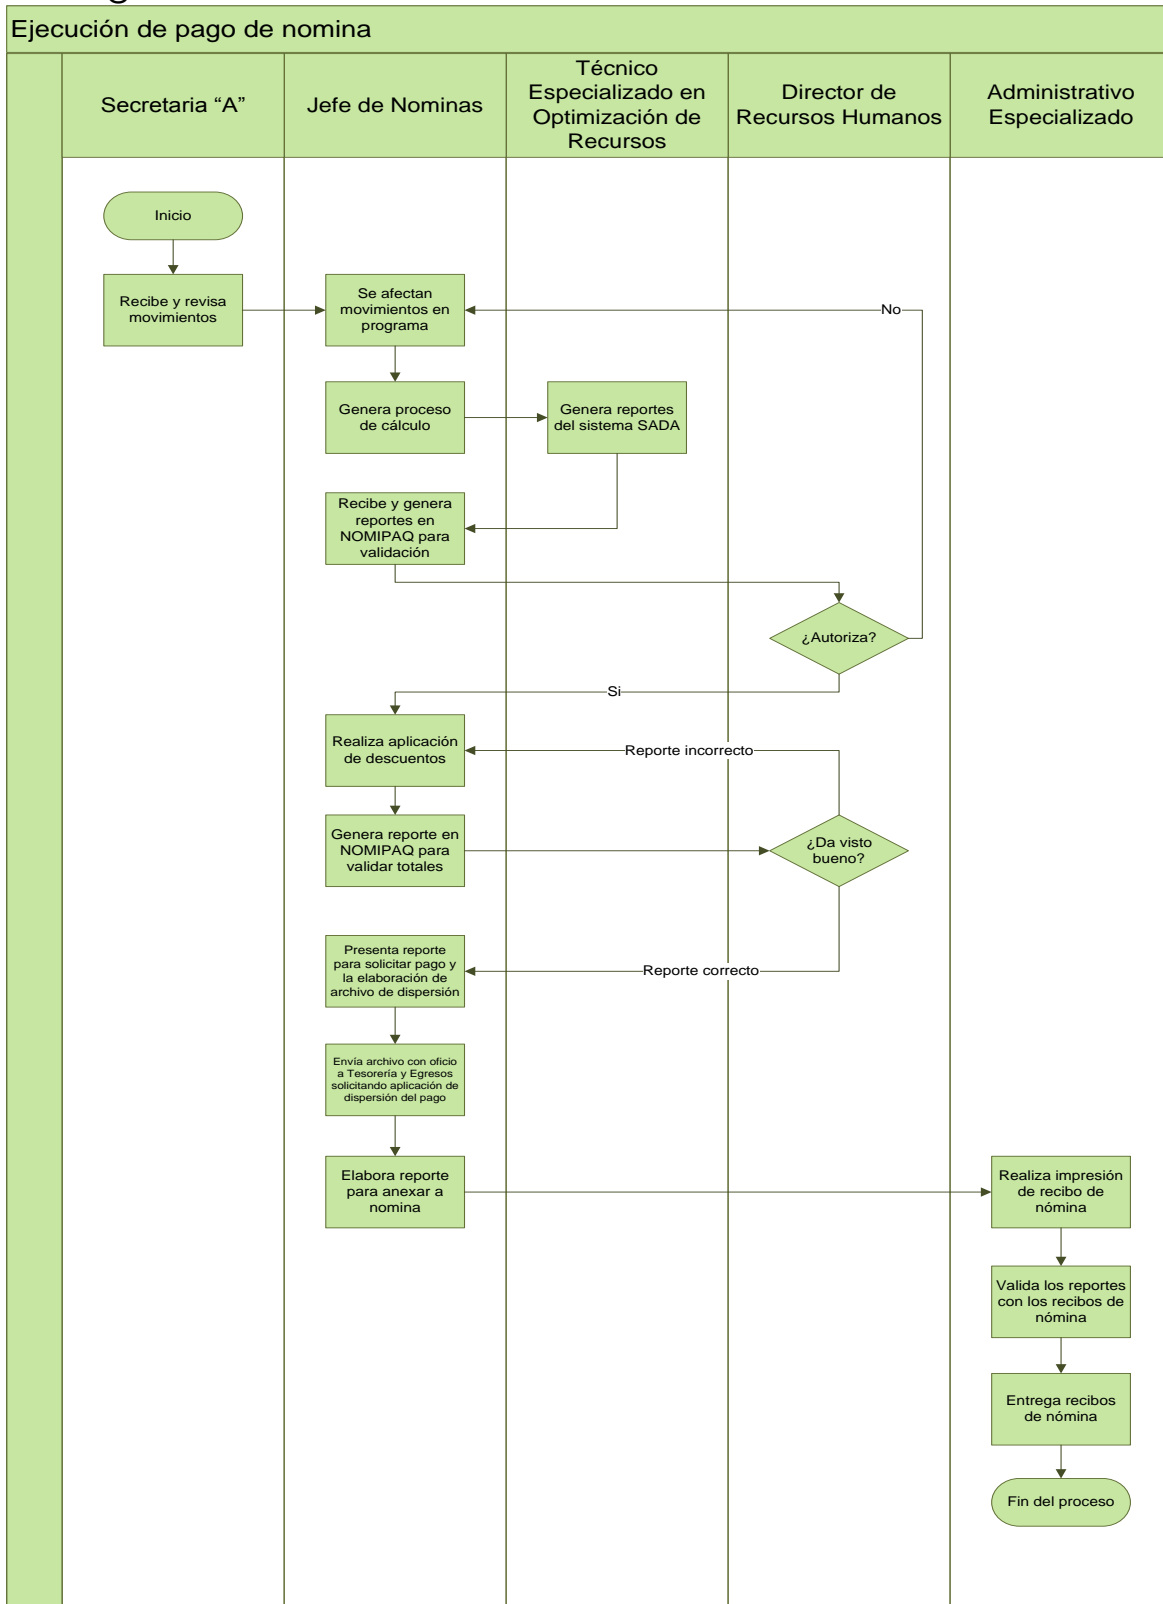 Ejecución de pago de nomina
Secretaria “A”
Jefe de Nominas
Técnico
Especializado en
Optimización de
Recursos
Director de
Recursos Humanos
Administrativo
Especializado
Inicio
Recibe y revisa
movimientos
Se afectan
movimientos en
programa
No
Genera proceso
de cálculo
Genera reportes
del sistema SADA
Recibe y genera
reportes en
NOMIPAQ para
validación
¿Autoriza?
Si
Realiza aplicación
de descuentos
Reporte incorrecto
Genera reporte en
NOMIPAQ para
validar totales
¿Da visto
bueno?
Presenta reporte
para solicitar pago y
la elaboración de
archivo de dispersión
Reporte correcto
Envía archivo con oficio
a Tesorería y Egresos
solicitando aplicación de
dispersión del pago
Elabora reporte
para anexar a
nomina
Realiza impresión
de recibo de
nómina
Valida los reportes
con los recibos de
nómina
Entrega recibos
de nómina
Fin del proceso